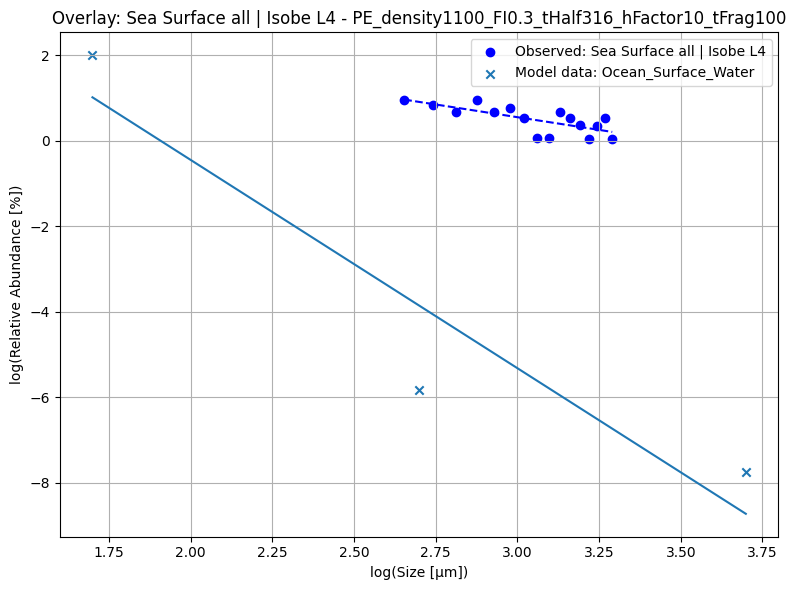 Overlay: Sea Surface all | Isobe L4 - PE_density1100_FI0.3_tHalf316_hFactor10_tFrag100
Observed: Sea Surface all | Isobe L4
Model data: Ocean_Surface_Water
log(Relative Abundance [%])
2
0
−2
−4
−6
−8
1.75 2.00 2.25 2.50 2.75 3.00 3.25 3.50 3.75
log(Size [μm])